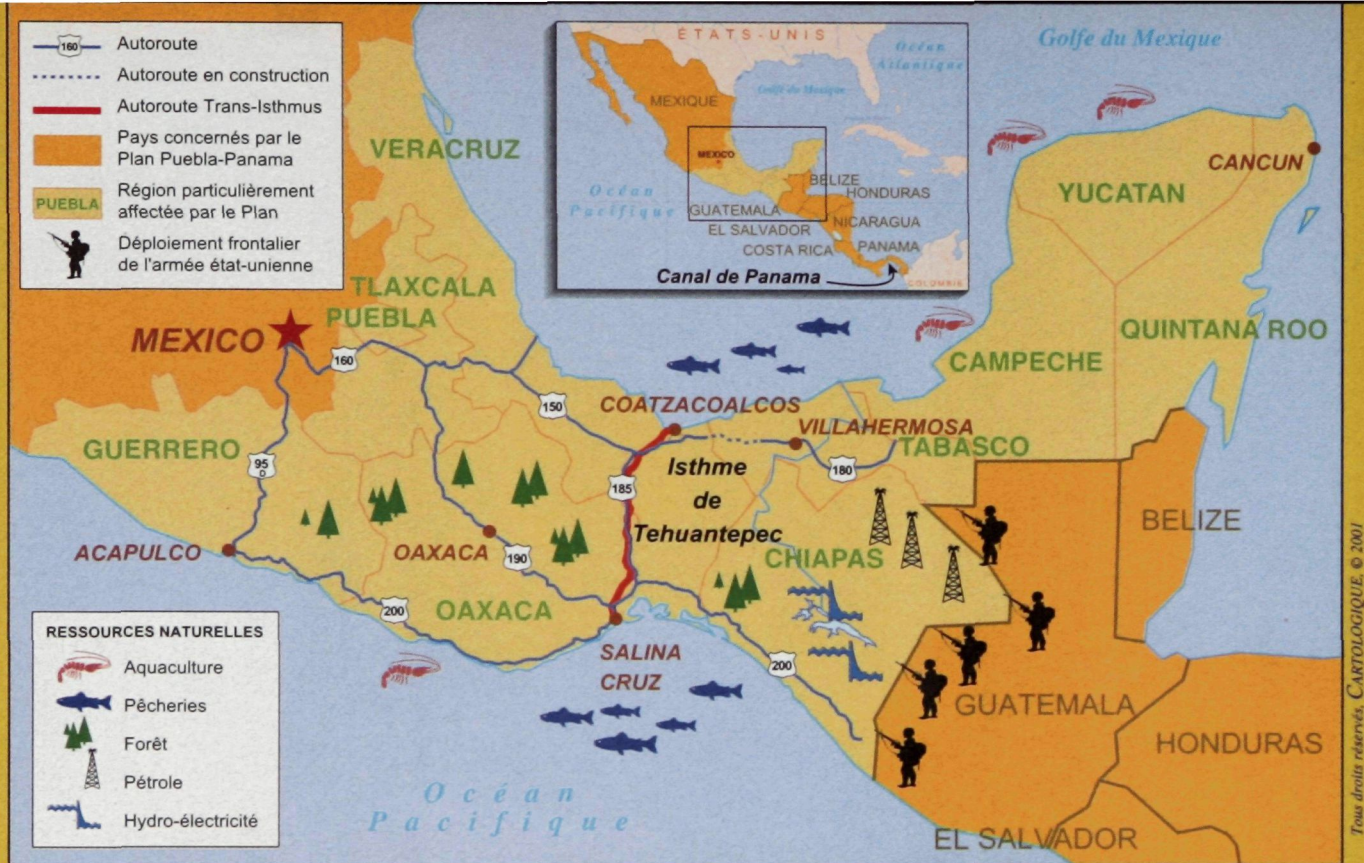 160
Autoroute
Autoroute en construction
Autoroute Trans-Isthmus
Pays concernés par le
Plan Puebla-Panama
PUEBLA
Région particulièrement
affectée par le Plan
Déploiement frontalier
de l'armée état-unienne
ÉTATS-UNIS
Océan
Atlantique
Golfe du Mexique
MEXIQUE
MEXICO
Océan
Pacifique
BELIZE
HONDURAS
GUATEMALA
NICARAGUA
EL SALVADOR
COSTA RICA
PANAMA
Canal de Panama
COLOMBIE
Golfe du Mexique
VERACRUZ
CANCUN
YUCATAN
TLAXCALA
PUEBLA
MEXICO
160
QUINTANA ROO
CAMPECHE
150
COATZACOALCOS
VILLAHERMOSA
TABASCO
GUERRERO
95
D
180
185
Isthme
de
Tehuantepec
BELIZE
ACAPULCO
OAXACA
190
CHIAPAS
200
OAXACA
SALINA
CRUZ
200
GUATEMALA
HONDURAS
EL SALVADOR
Océan
Pacifique
RESSOURCES NATURELLES
Aquaculture
Pêcheries
Forêt
Pétrole
Hydro-électricité
Tous droits réservés, CARTOLOGIQUE, © 2001